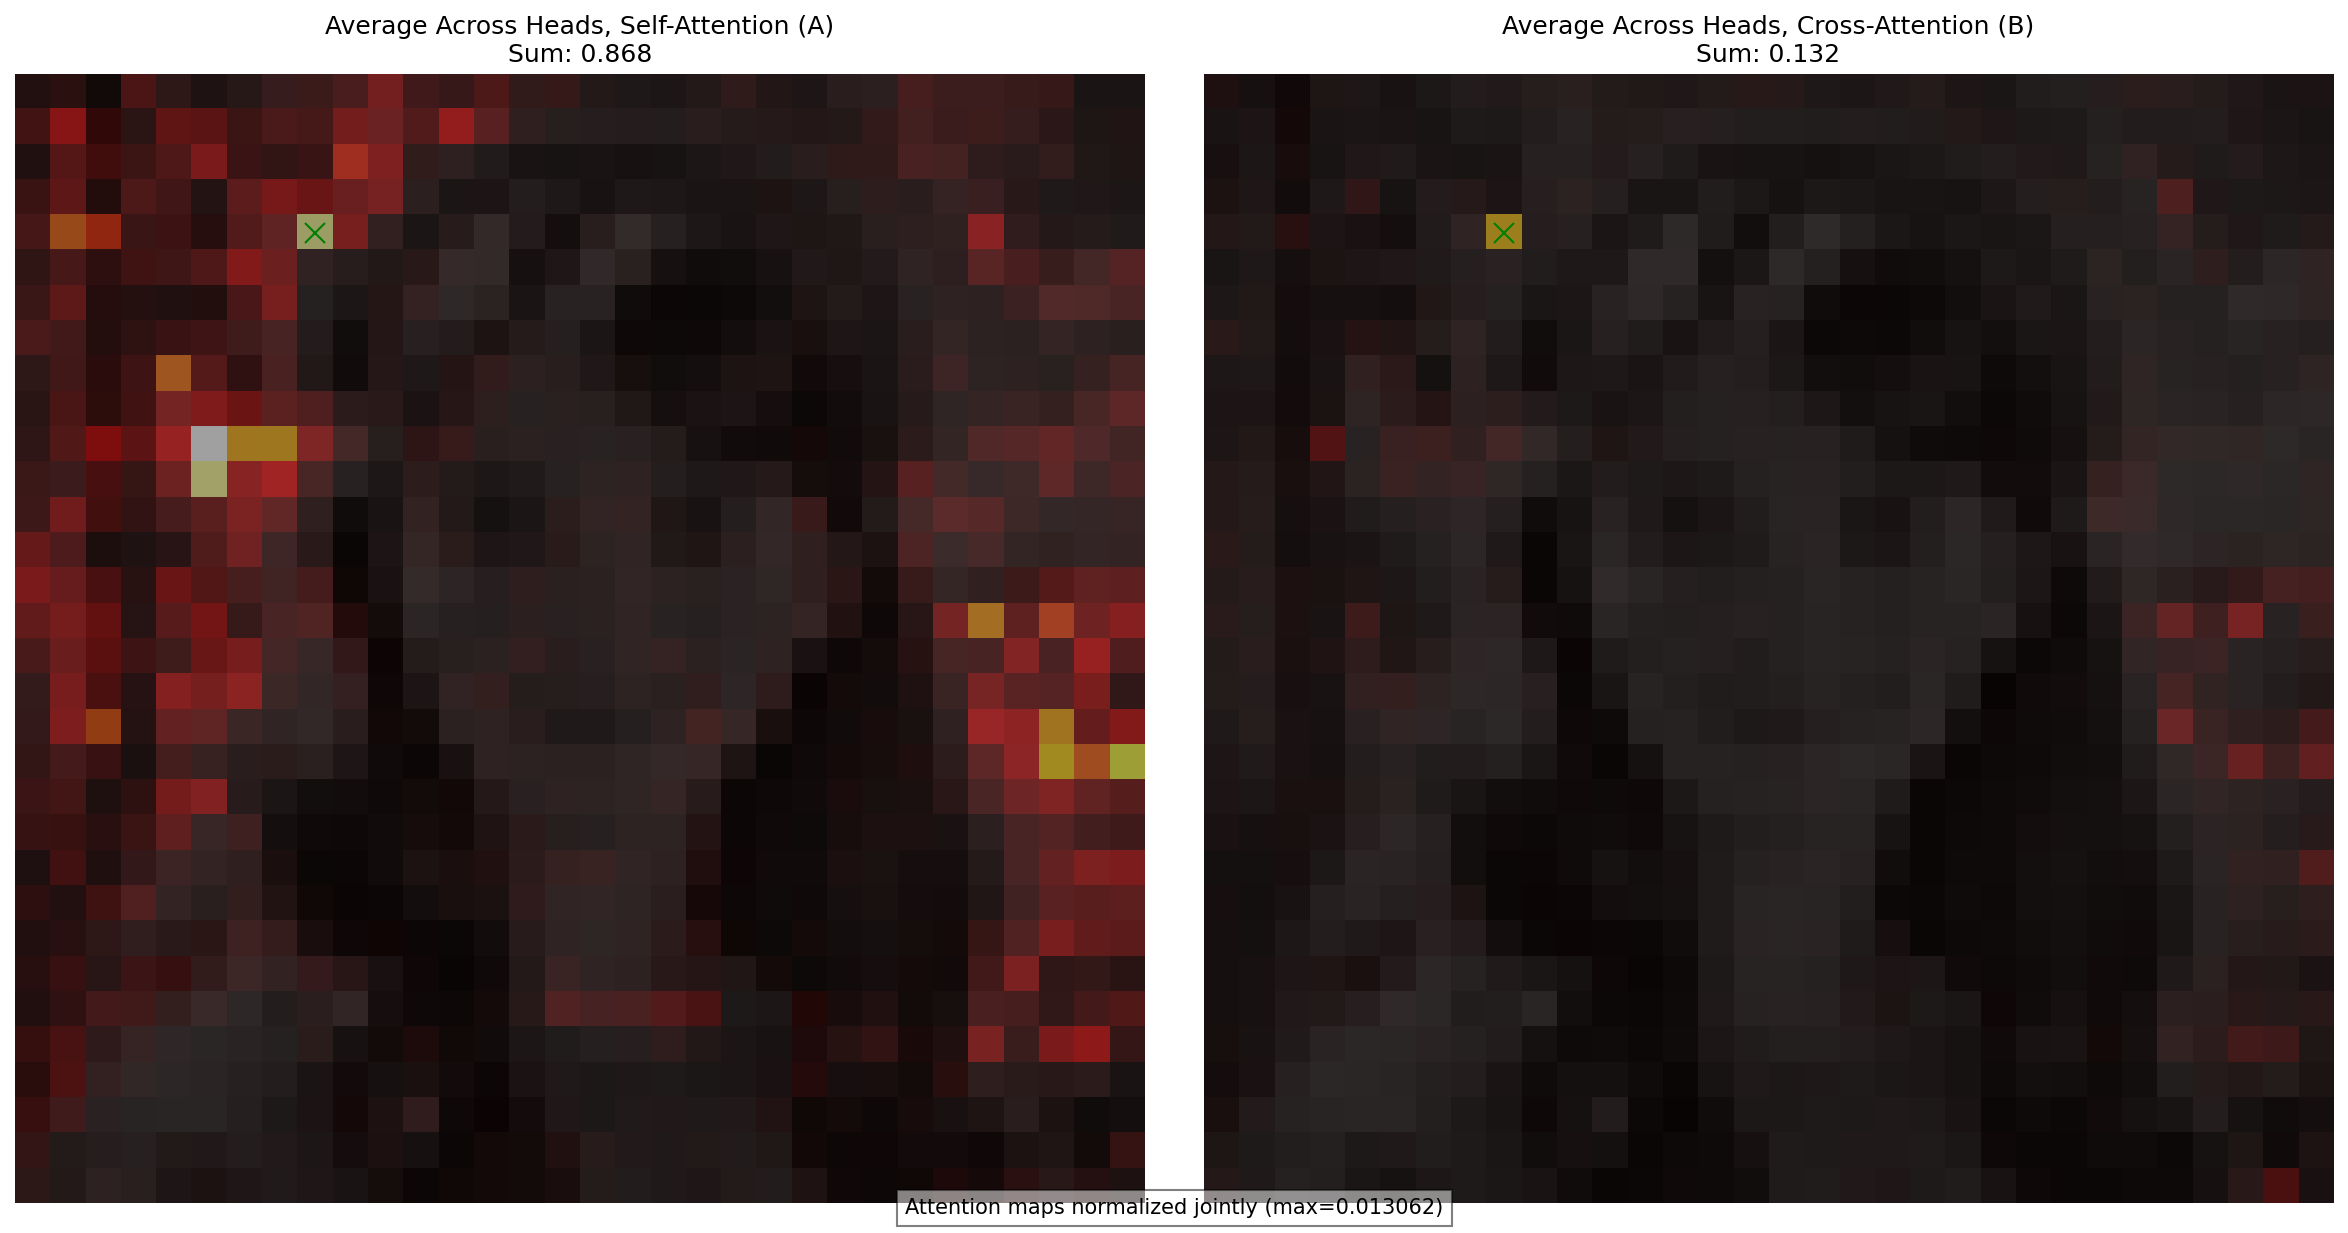 Average Across Heads, Self-Attention (A)
Sum: 0.868
Average Across Heads, Cross-Attention (B)
Sum: 0.132
Attention maps normalized jointly (max=0.013062)